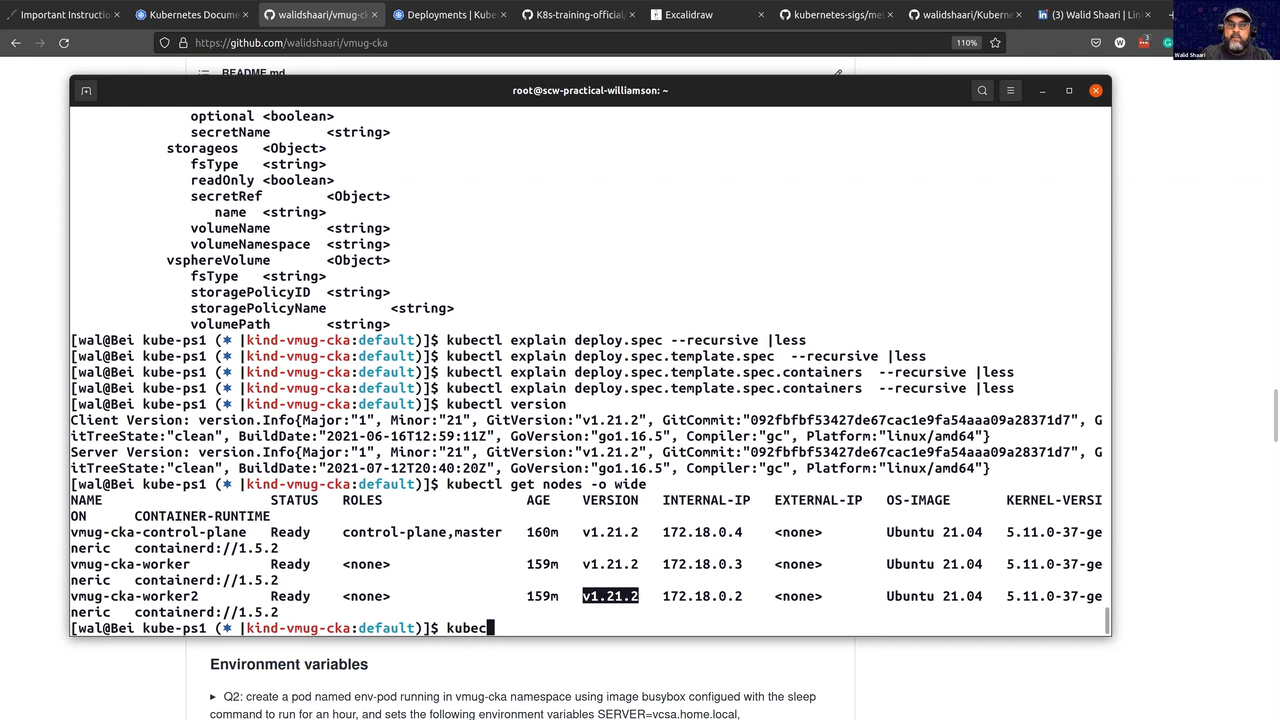 Important Instructio
Kubernetes Docume
walidshaari/vmug-ck
Deployments | Kube
K8s-training-official/
Excalidraw
kubernetes-sigs/me
walidshaari/Kubern
(3) Walid Shaari | Lin
https://github.com/walidshaari/vmug-cka
110%
3
Walid Shaari
README.md
root@scw-practical-williamson: ~
optional <boolean>
secretName <string>
storageos <Object>
fsType <string>
readOnly <boolean>
secretRef <Object>
name <string>
volumeName <string>
volumeNamespace <string>
vsphereVolume <Object>
fsType <string>
storagePolicyID <string>
storagePolicyName <string>
volumePath <string>
[wal@Bei kube-ps1 (⎈ |kind-vmug-cka:default)]$ kubectl explain deploy.spec --recursive |less
[wal@Bei kube-ps1 (⎈ |kind-vmug-cka:default)]$ kubectl explain deploy.spec.template.spec --recursive |less
[wal@Bei kube-ps1 (⎈ |kind-vmug-cka:default)]$ kubectl explain deploy.spec.template.spec.containers --recursive |less
[wal@Bei kube-ps1 (⎈ |kind-vmug-cka:default)]$ kubectl explain deploy.spec.template.spec.containers --recursive |less
[wal@Bei kube-ps1 (⎈ |kind-vmug-cka:default)]$ kubectl version
Client Version: version.Info{Major:"1", Minor:"21", GitVersion:"v1.21.2", GitCommit:"092fbfbf53427de67cac1e9fa54aaa09a28371d7", G
itTreeState:"clean", BuildDate:"2021-06-16T12:59:11Z", GoVersion:"go1.16.5", Compiler:"gc", Platform:"linux/amd64"}
Server Version: version.Info{Major:"1", Minor:"21", GitVersion:"v1.21.2", GitCommit:"092fbfbf53427de67cac1e9fa54aaa09a28371d7", G
itTreeState:"clean", BuildDate:"2021-07-12T20:40:20Z", GoVersion:"go1.16.5", Compiler:"gc", Platform:"linux/amd64"}
[wal@Bei kube-ps1 (⎈ |kind-vmug-cka:default)]$ kubectl get nodes -o wide
NAME STATUS ROLES AGE VERSION INTERNAL-IP EXTERNAL-IP OS-IMAGE KERNEL-VERSI
ON CONTAINER-RUNTIME
vmug-cka-control-plane Ready control-plane,master 160m v1.21.2 172.18.0.4 <none> Ubuntu 21.04 5.11.0-37-ge
neric containerd://1.5.2
vmug-cka-worker Ready <none> 159m v1.21.2 172.18.0.3 <none> Ubuntu 21.04 5.11.0-37-ge
neric containerd://1.5.2
vmug-cka-worker2 Ready <none> 159m v1.21.2 172.18.0.2 <none> Ubuntu 21.04 5.11.0-37-ge
neric containerd://1.5.2
[wal@Bei kube-ps1 (⎈ |kind-vmug-cka:default)]$ kubec
Environment variables
Q2: create a pod named env-pod running in vmug-cka namespace using image busybox configued with the sleep
command to run for an hour, and sets the following environment variables SERVER=vcsa.home.local,